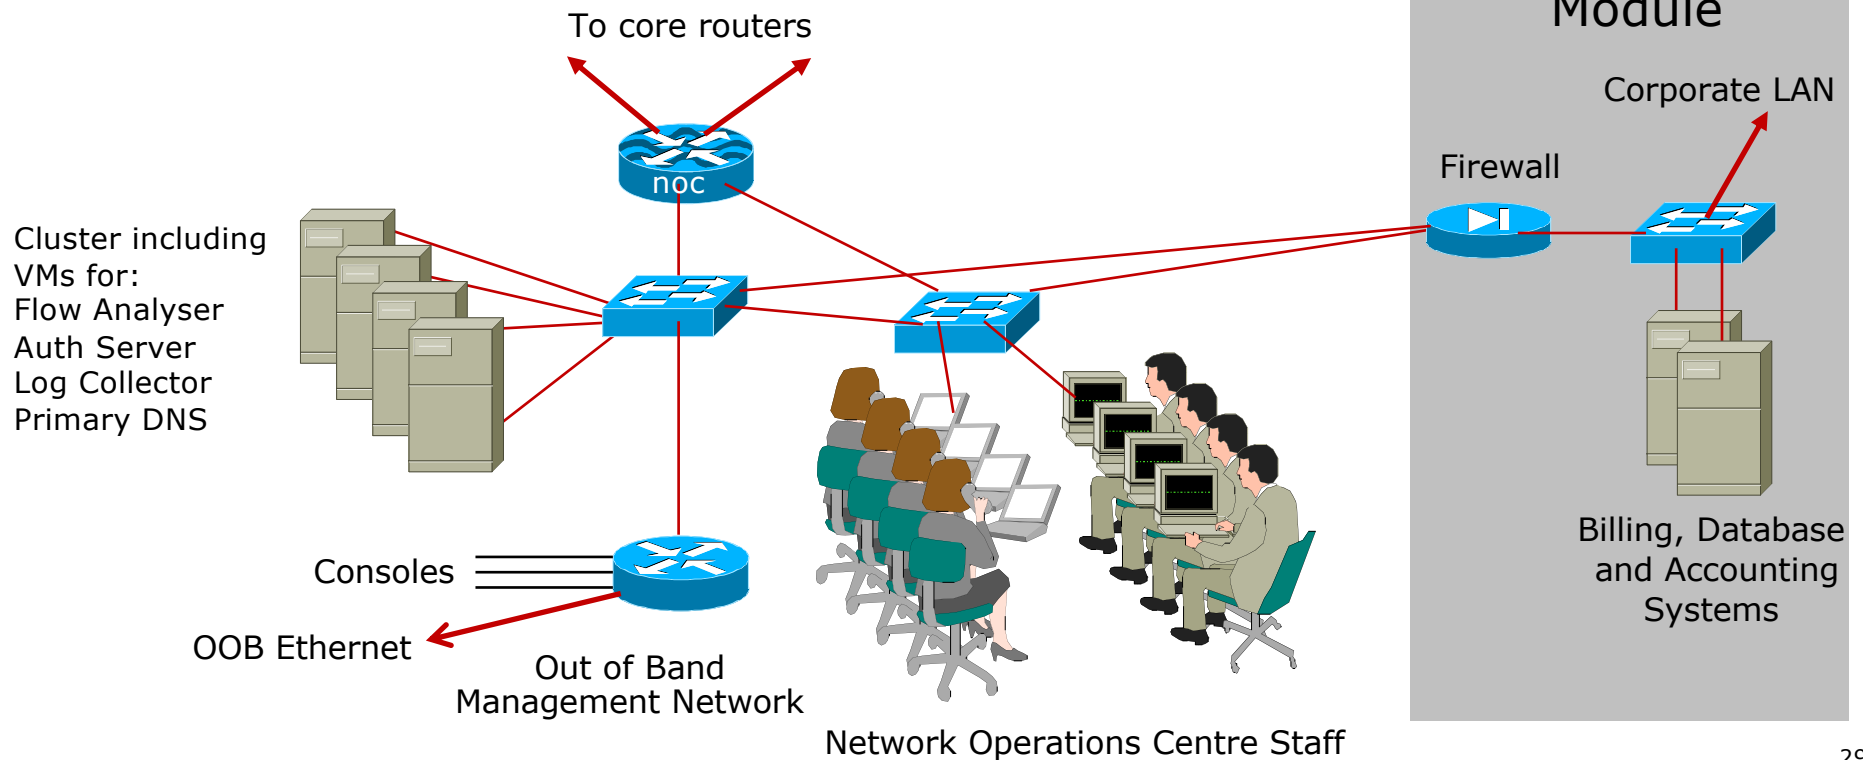 Module
To core routers
Corporate LAN
Firewall
noc
Cluster including
VMs for:
Flow Analyser
Auth Server
Log Collector
Primary DNS
Billing, Database
and Accounting
Systems
Consoles
OOB Ethernet
Out of Band
Management Network
Network Operations Centre Staff
29